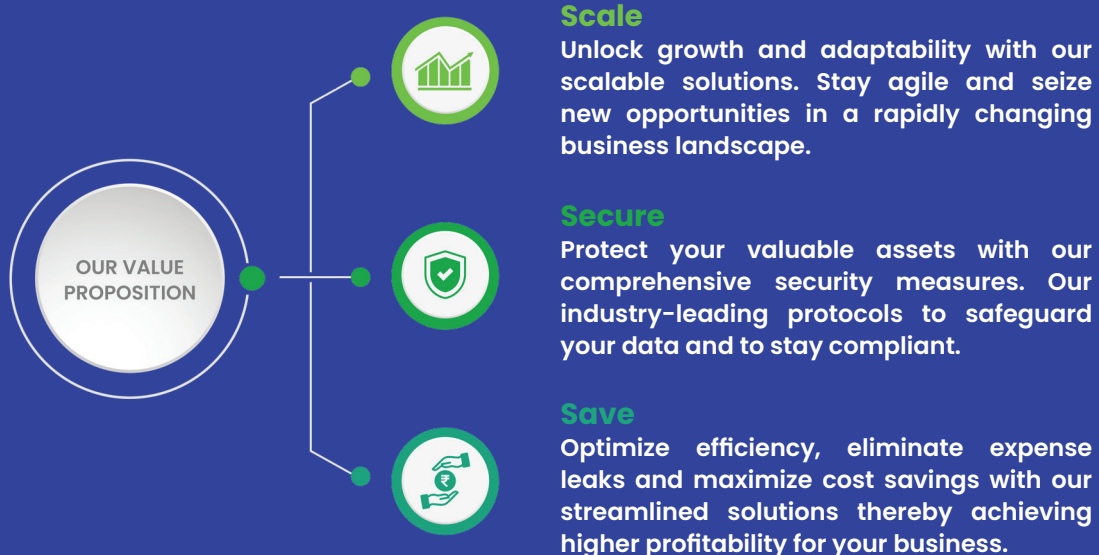 OUR VALUE
PROPOSITION
Scale
Unlock growth and adaptability with our
scalable solutions. Stay agile and seize
new opportunities in a rapidly changing
business landscape.
Secure
Protect your valuable assets with our
comprehensive security measures. Our
industry-leading protocols to safeguard
your data and to stay compliant.
Save
₹
Optimize efficiency, eliminate expense
leaks and maximize cost savings with our
streamlined solutions thereby achieving
higher profitability for your business.